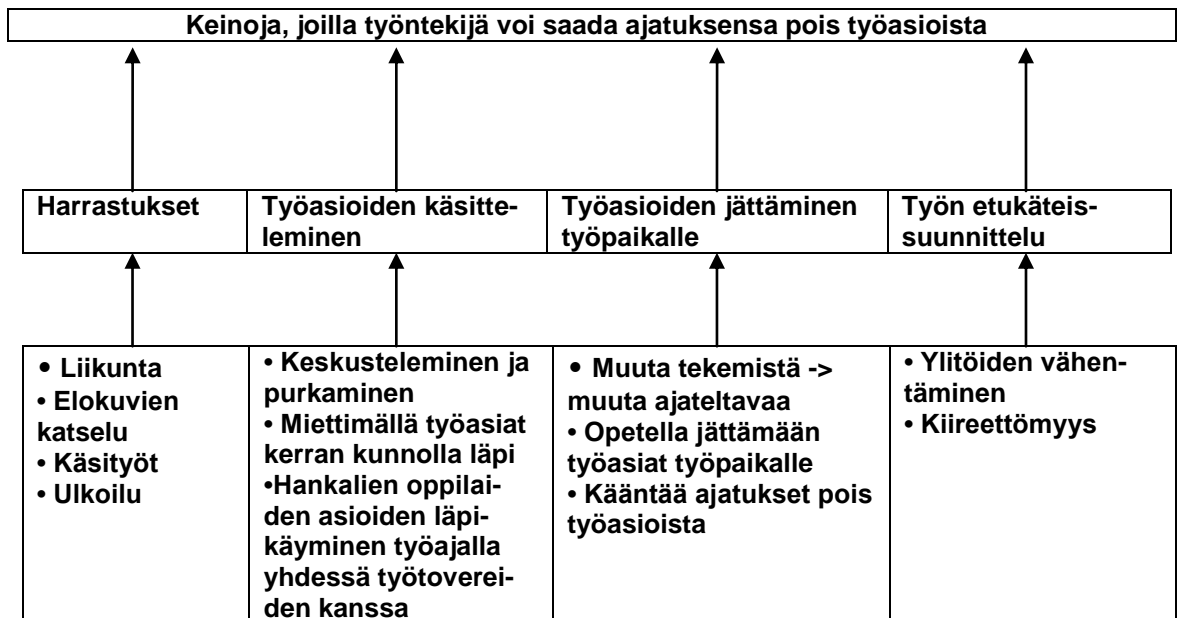 Keinoja, joilla työntekijä voi saada ajatuksensa pois työasioista
Harrastukset
Työasioiden käsitte-
leminen
Työasioiden jättäminen
työpaikalle
Työn etukäteis-
suunnittelu
• Liikunta
• Elokuvien
katselu
• Käsityöt
• Ulkoilu
• Keskusteleminen ja
purkaminen
• Miettimällä työasiat
kerran kunnolla läpi
•Hankalien oppilai-
den asioiden läpi-
käyminen työajalla
yhdessä työtoverei-
den kanssa
• Muuta tekemistä ->
muuta ajateltavaa
• Opetella jättämään
työasiat työpaikalle
• Kääntää ajatukset pois
työasioista
• Ylitöiden vähen-
täminen
• Kiireettömyys